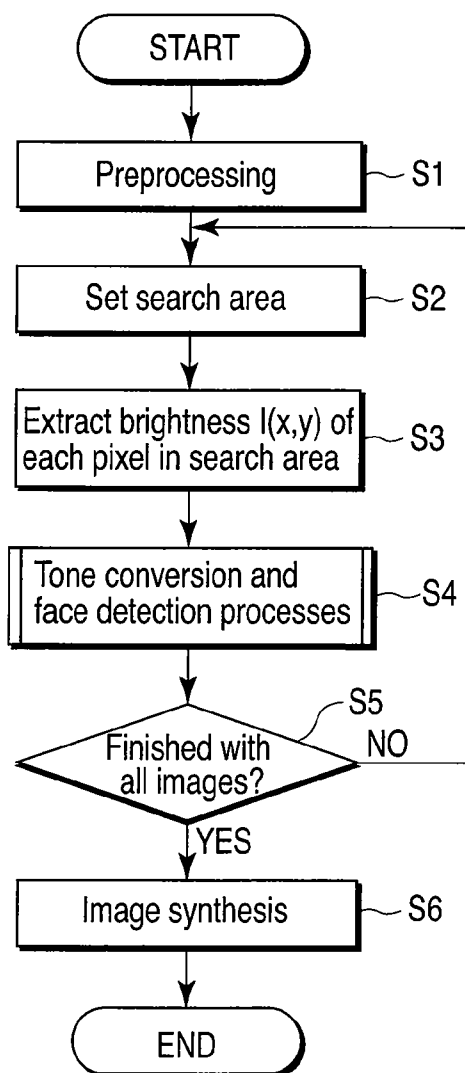 START
Preprocessing
S1
Set search area
S2
Extract brightness I(x,y) of
each pixel in search area
S3
Tone conversion and
face detection processes
S4
S5
Finished with
all images?
NO
YES
Image synthesis
S6
END